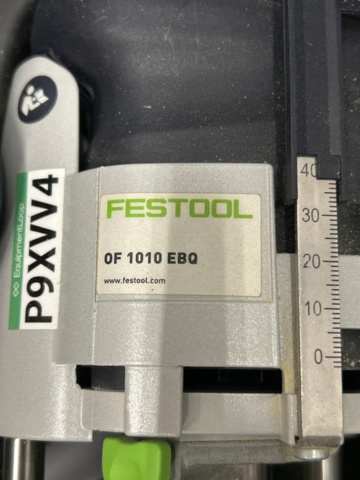 FESTOOL
OF 1010 EBQ
www.festool.com
EquipmentLoop
P9XVV4
40
30
20
10
0